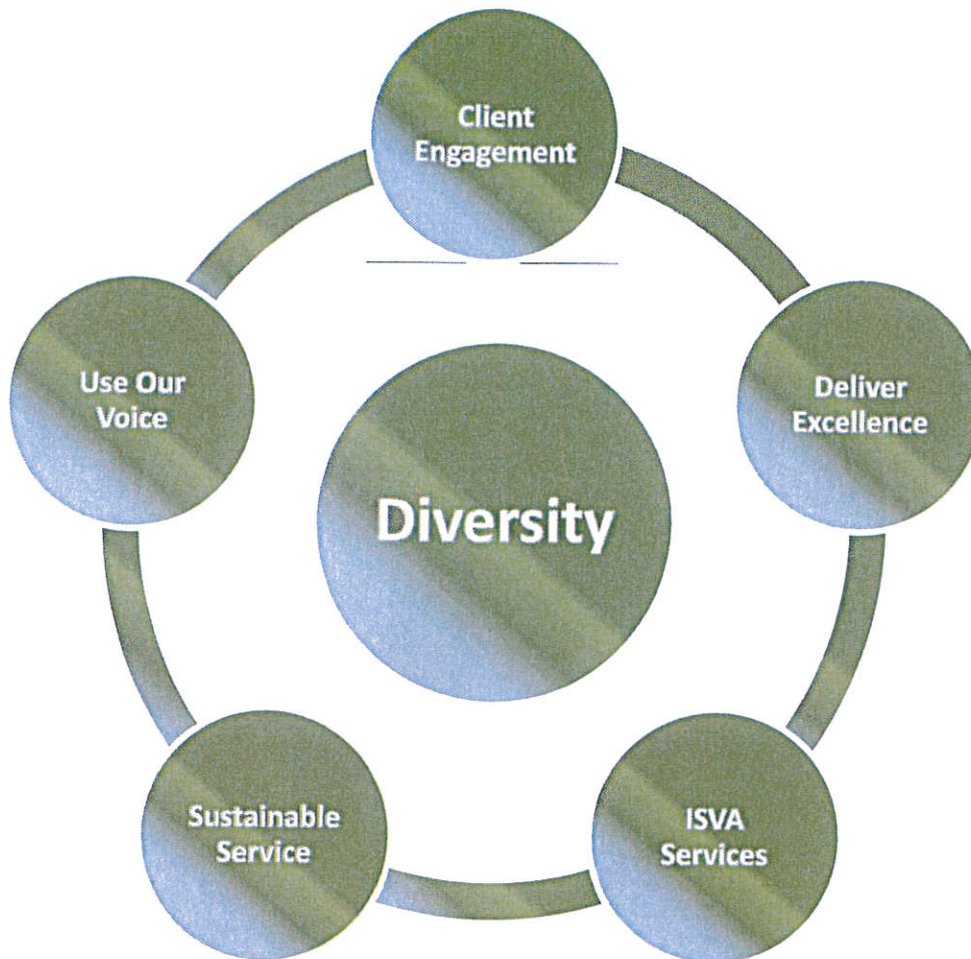 Client
Engagement
Deliver
Excellence
ISVA
Services
Sustainable
Service
Use Our
Voice
Diversity